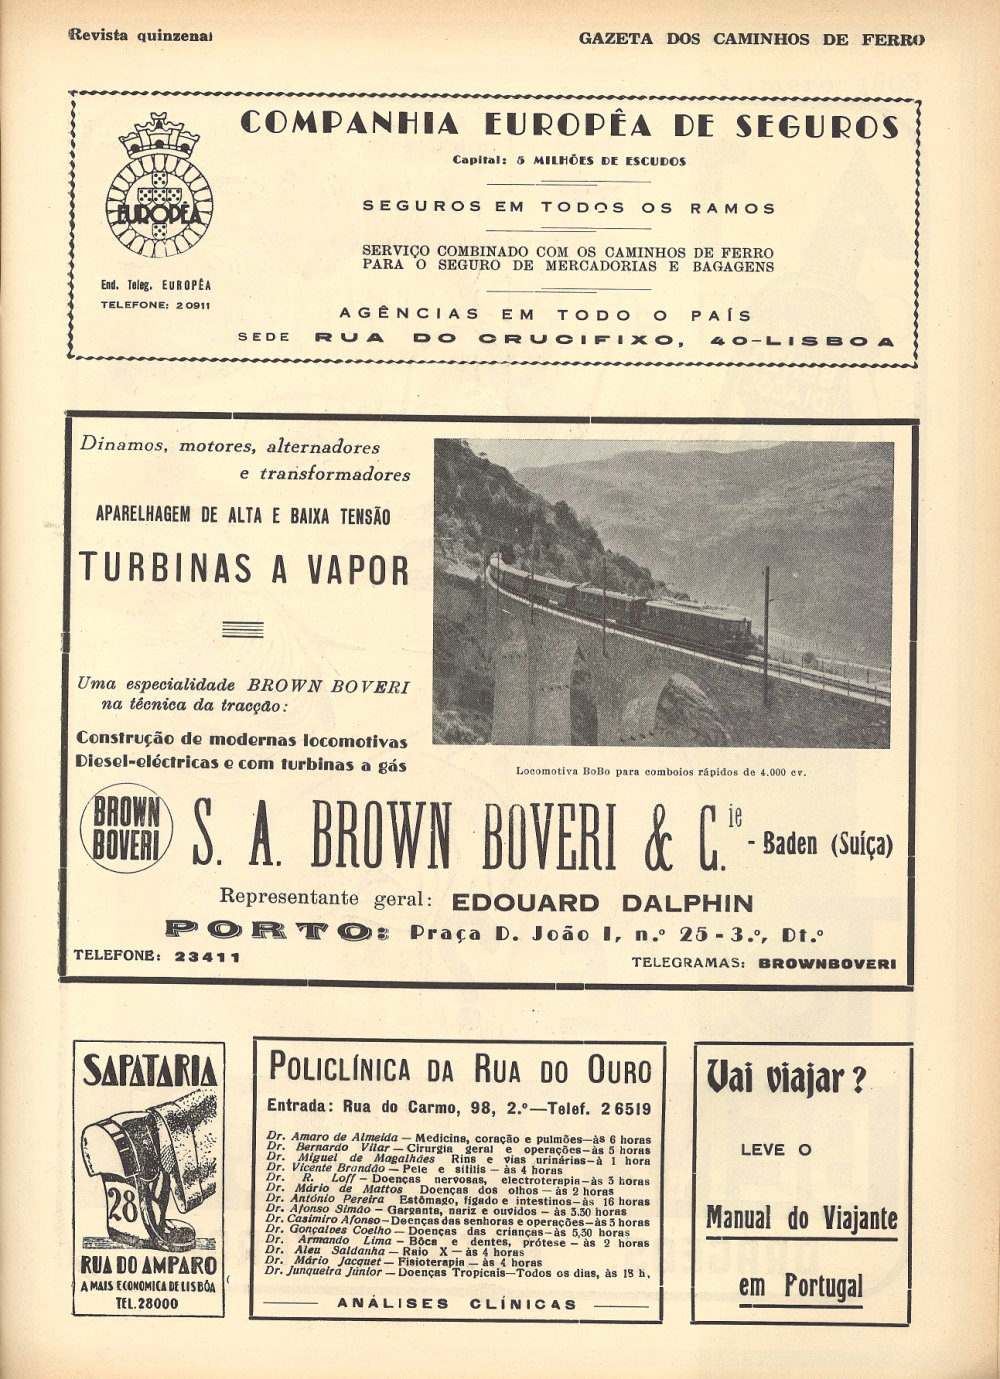 Revista quinzenal
GAZETA DOS CAMINHOS DE FERRO
COMPANHIA EUROPÊA DE SEGUROS
Capital: 5 MILHÕES DE ESCUDOS
EUROPÊA
SEGUROS EM TODOS OS RAMOS
SERVIÇO COMBINADO COM OS CAMINHOS DE FERRO
PARA O SEGURO DE MERCADORIAS E BAGAGENS
End. Teleg. EUROPÊA
TELEFONE: 20911
AGÊNCIAS EM TODO O PAÍS
SEDE RUA DO CRUCIFIXO, 40-LISBOA
Dínamos, motores, alternadores
e transformadores
APARELHAGEM DE ALTA E BAIXA TENSÃO
TURBINAS A VAPOR
Uma especialidade BROWN BOVERI
na técnica da tracção:
Construção de modernas locomotivas
Diesel-eléctricas e com turbinas a gás
Locomotiva BoBo para comboios rápidos de 4.000 cv.
BROWN
BOVERI
S. A. BROWN BOVERI & C.ie - Baden (Suíça)
Representante geral: EDOUARD DALPHIN
PORTO: Praça D. João I, n.º 25-3.º, Dt.º
TELEFONE: 23411
TELEGRAMAS: BROWNBOVERI
SAPATARIA
28
RUA DO AMPARO
A MAIS ECONOMICA DE LISBÔA
TEL. 28000
POLICLÍNICA DA RUA DO OURO
Entrada: Rua do Carmo, 98, 2.º—Telef. 26519
Dr. Amaro de Almeida — Medicina, coração e pulmões—às 6 horas
Dr. Bernardo Vilar — Cirurgia geral e operações—às 5 horas
Dr. Miguel de Magalhães Rins e vias urinárias—à 1 hora
Dr. Vicente Brandão — Pele e sífilis — às 4 horas
Dr. R. Loff — Doenças nervosas, electroterapia—às 3 horas
Dr. Mário de Mattos Doenças dos olhos — às 2 horas
Dr. António Pereira Estômago, fígado e intestinos—às 16 horas
Dr. Afonso Simão — Garganta, nariz e ouvidos — às 3.30 horas
Dr. Casimiro Afonso—Doenças das senhoras e operações—às 3 horas
Dr. Gonçalves Coelho — Doenças das crianças—às 5,30 horas
Dr. Armando Lima — Bôca e dentes, prótese — às 2 horas
Dr. Aleu Saldanha — Raio X — às 4 horas
Dr. Mário Jacquet — Fisioterapia — às 4 horas
Dr. Junqueira Júnior — Doenças Tropicais—Todos os dias, às 18 h.
ANÁLISES CLÍNICAS
Vai viajar?
LEVE O
Manual do Viajante
em Portugal